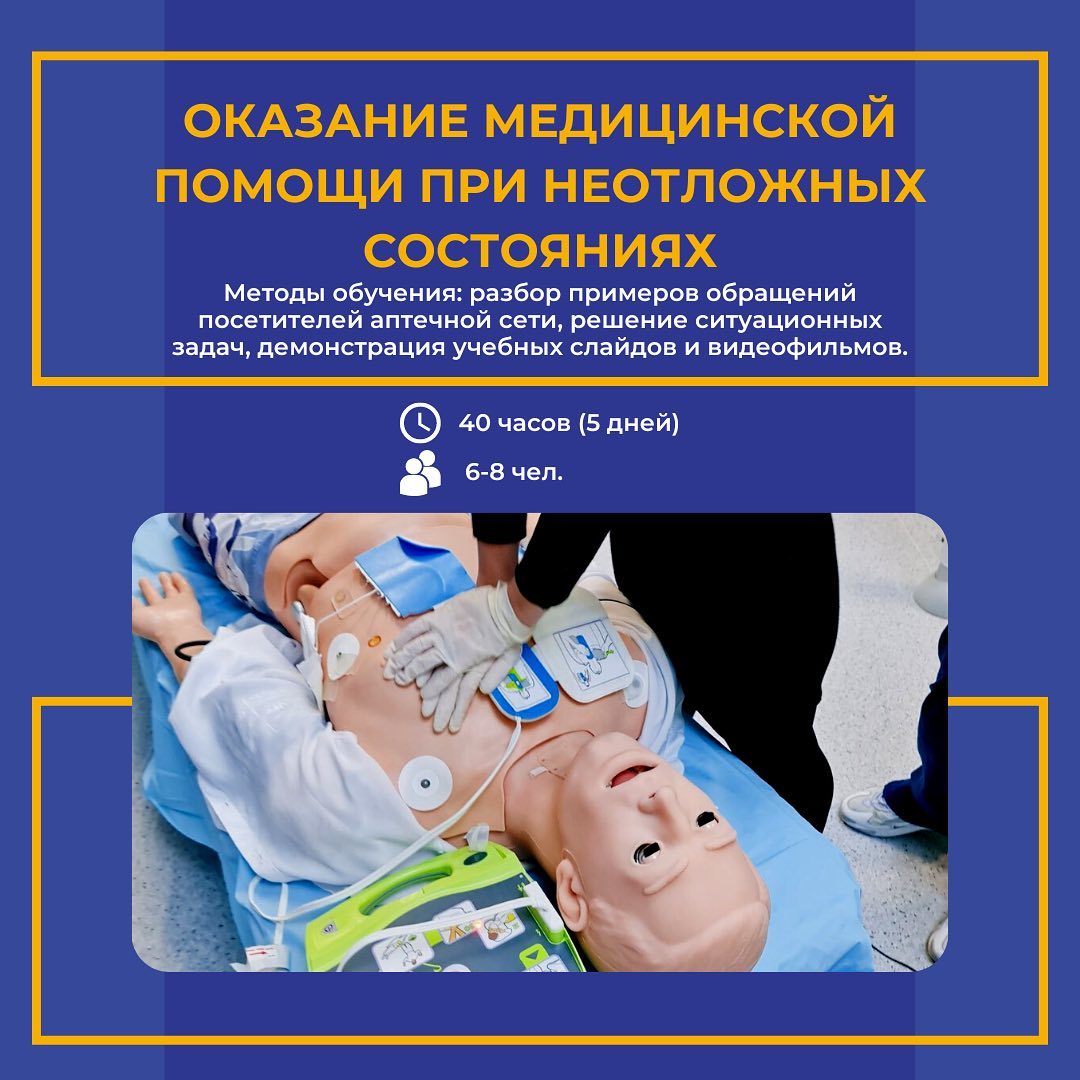 ОКАЗАНИЕ МЕДИЦИНСКОЙ
ПОМОЩИ ПРИ НЕОТЛОЖНЫХ
СОСТОЯНИЯХ
Методы обучения: разбор примеров обращений
посетителей аптечной сети, решение ситуационных
задач, демонстрация учебных слайдов и видеофильмов.
40 часов (5 дней)
6-8 чел.